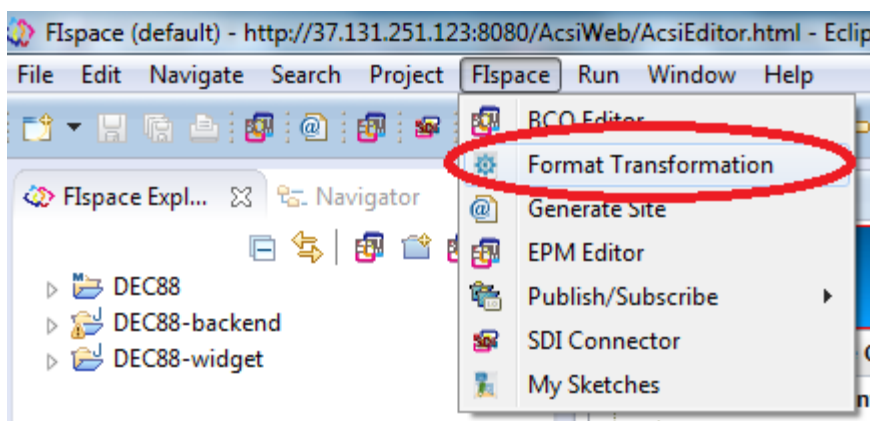 FIspace (default) - http://37.131.251.123:8080/AcsiWeb/AcsiEditor.html - Eclip
File Edit Navigate Search Project FIspace Run Window Help
BCO Editor
Format Transformation
Generate Site
EPM Editor
Publish/Subscribe
SDI Connector
My Sketches
FIspace Expl... Navigator
DEC88
DEC88-backend
DEC88-widget